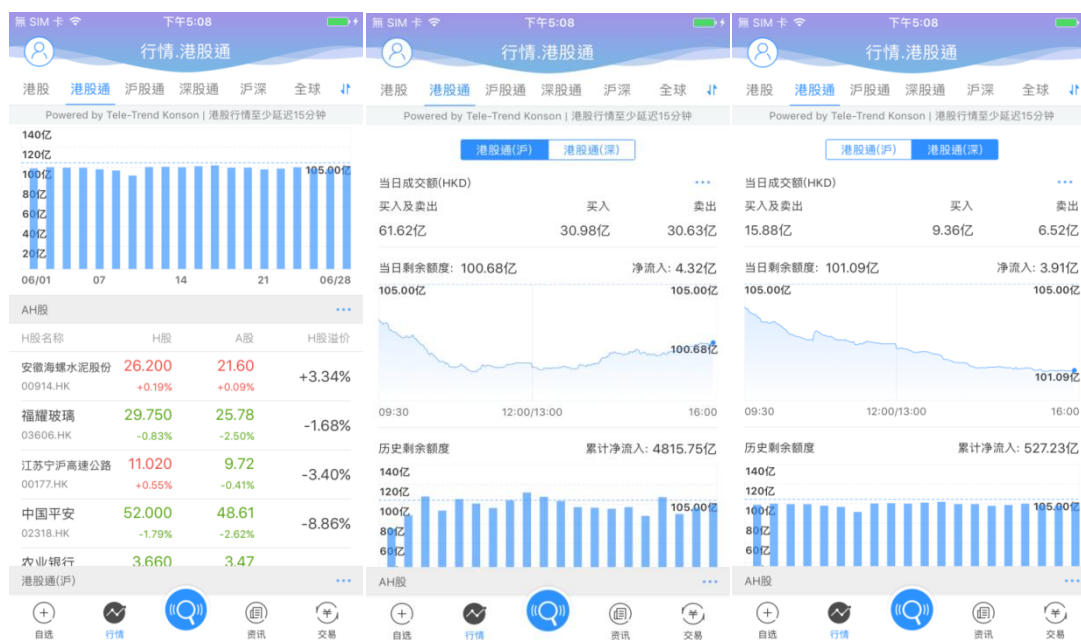 無 SIM 卡 下午5:08
行情.港股通
港股 港股通 沪股通 深股通 沪深 全球
Powered by Tele-Trend Konson | 港股行情至少延迟15分钟
140亿
120亿
105.00亿
100亿
80亿
60亿
40亿
20亿
06/01 07 14 21 06/28
AH股
H股名称 H股 A股 H股溢价
安徽海螺水泥股份 26.200 21.60 +3.34%
00914.HK +0.19% +0.09%
福耀玻璃 29.750 25.78 -1.68%
03606.HK -0.83% -2.50%
江苏宁沪高速公路 11.020 9.72 -3.40%
00177.HK +0.55% -0.41%
中国平安 52.000 48.61 -8.86%
02318.HK -1.79% -2.62%
农业银行 3.660 3.47
港股通(沪)
自选 行情 资讯 交易
無 SIM 卡 下午5:08
行情.港股通
港股 港股通 沪股通 深股通 沪深 全球
Powered by Tele-Trend Konson | 港股行情至少延迟15分钟
港股通(沪) 港股通(深)
当日成交额(HKD)
买入及卖出 买入 卖出
61.62亿 30.98亿 30.63亿
当日剩余额度: 100.68亿 净流入: 4.32亿
105.00亿 105.00亿
100.68亿
09:30 12:00/13:00 16:00
历史剩余额度 累计净流入: 4815.75亿
140亿
120亿
100亿 105.00亿
80亿
60亿
AH股
自选 行情 资讯 交易
無 SIM 卡 下午5:08
行情.港股通
港股 港股通 沪股通 深股通 沪深 全球
Powered by Tele-Trend Konson | 港股行情至少延迟15分钟
港股通(沪) 港股通(深)
当日成交额(HKD)
买入及卖出 买入 卖出
15.88亿 9.36亿 6.52亿
当日剩余额度: 101.09亿 净流入: 3.91亿
105.00亿 105.00亿
101.09亿
09:30 12:00/13:00 16:00
历史剩余额度 累计净流入: 527.23亿
140亿
120亿
100亿 105.00亿
80亿
60亿
AH股
自选 行情 资讯 交易